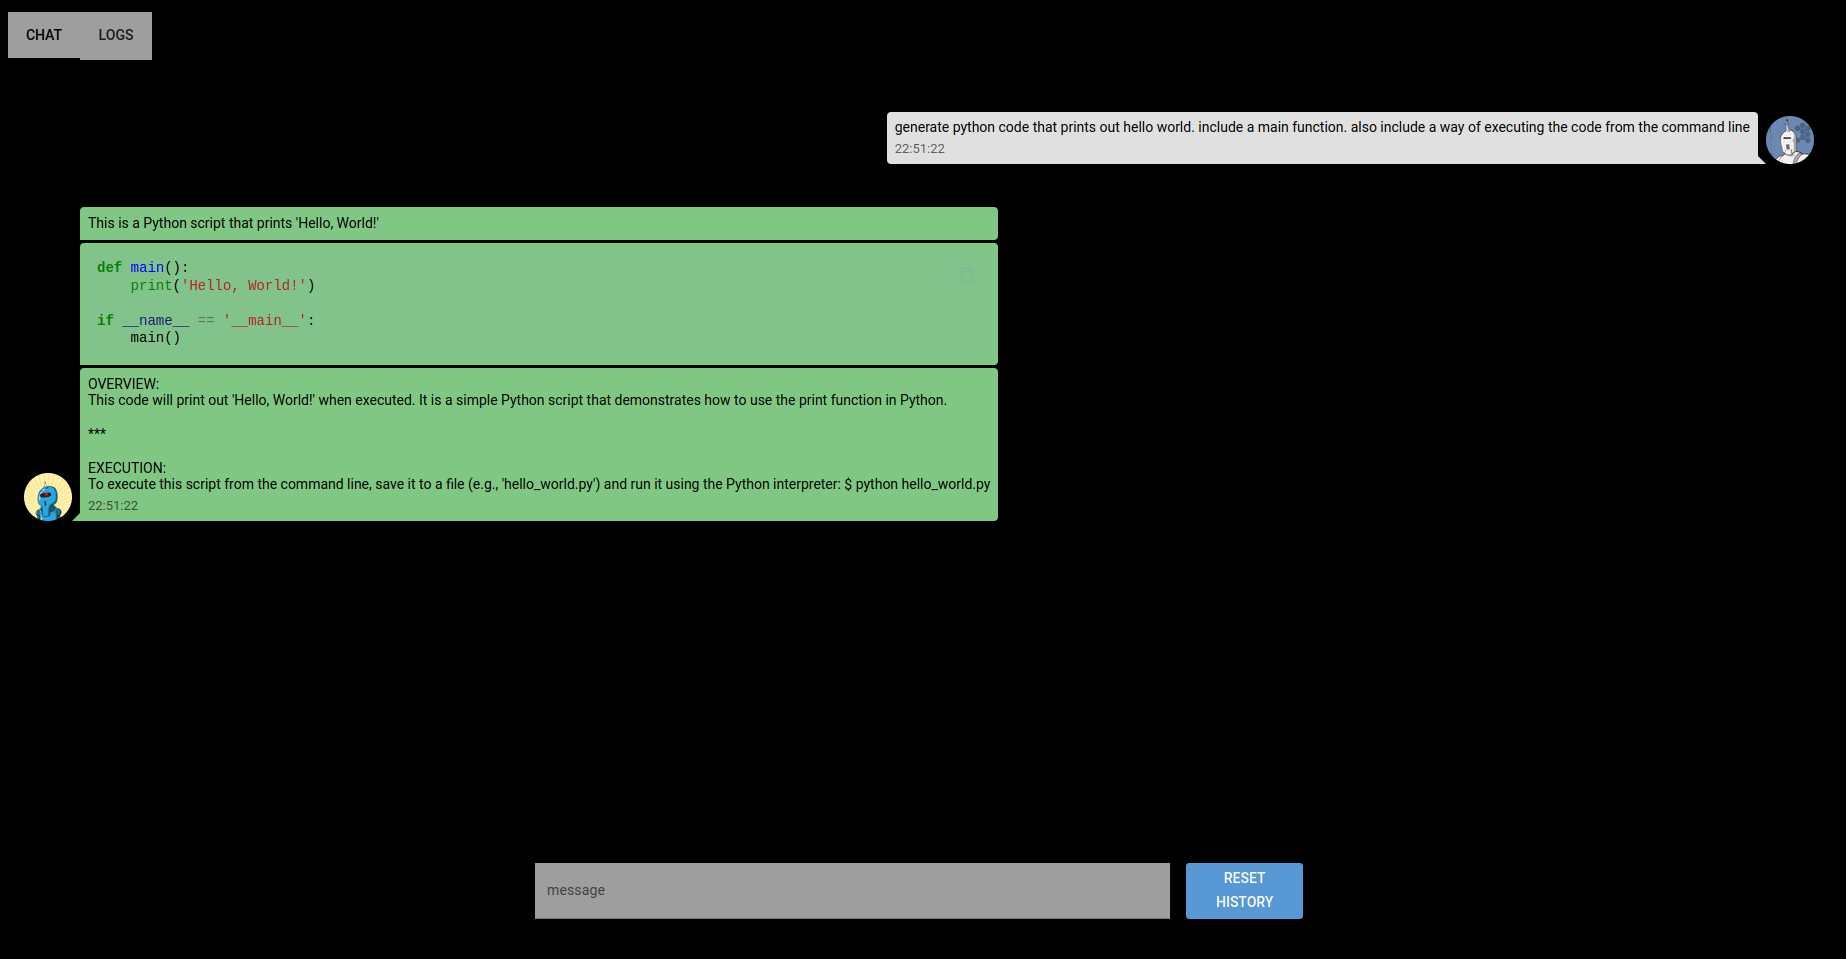 CHAT LOGS
generate python code that prints out hello world. include a main function. also include a way of executing the code from the command line
22:51:22
This is a Python script that prints 'Hello, World!'
def main():
    print('Hello, World!')
if __name__ == '__main__':
    main()
OVERVIEW:
This code will print out 'Hello, World!' when executed. It is a simple Python script that demonstrates how to use the print function in Python.
***
EXECUTION:
To execute this script from the command line, save it to a file (e.g., 'hello_world.py') and run it using the Python interpreter: $ python hello_world.py
22:51:22
message
RESET
HISTORY